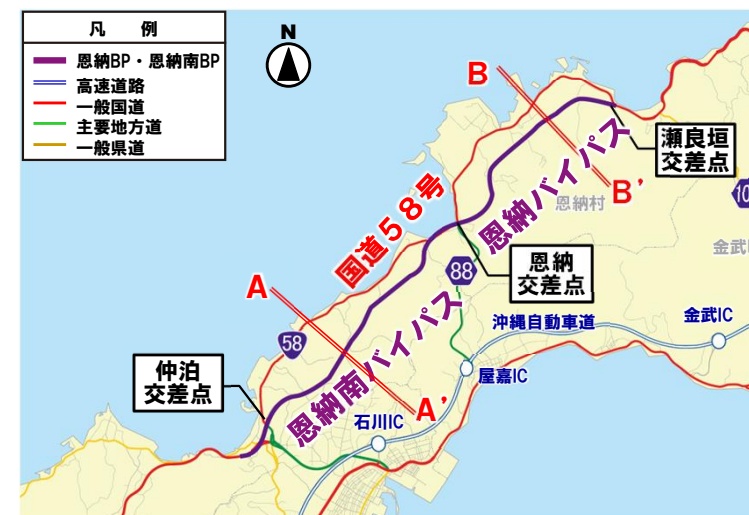 凡 例
恩納BP・恩納南BP
高速道路
一般国道
主要地方道
一般県道
N
B
瀬良垣
交差点
B’
恩納バイパス
恩納村
10
金武
国道58号
恩納
交差点
88
A
沖縄自動車道
金武IC
58
恩納南バイパス
仲泊
交差点
屋嘉IC
A’
石川IC